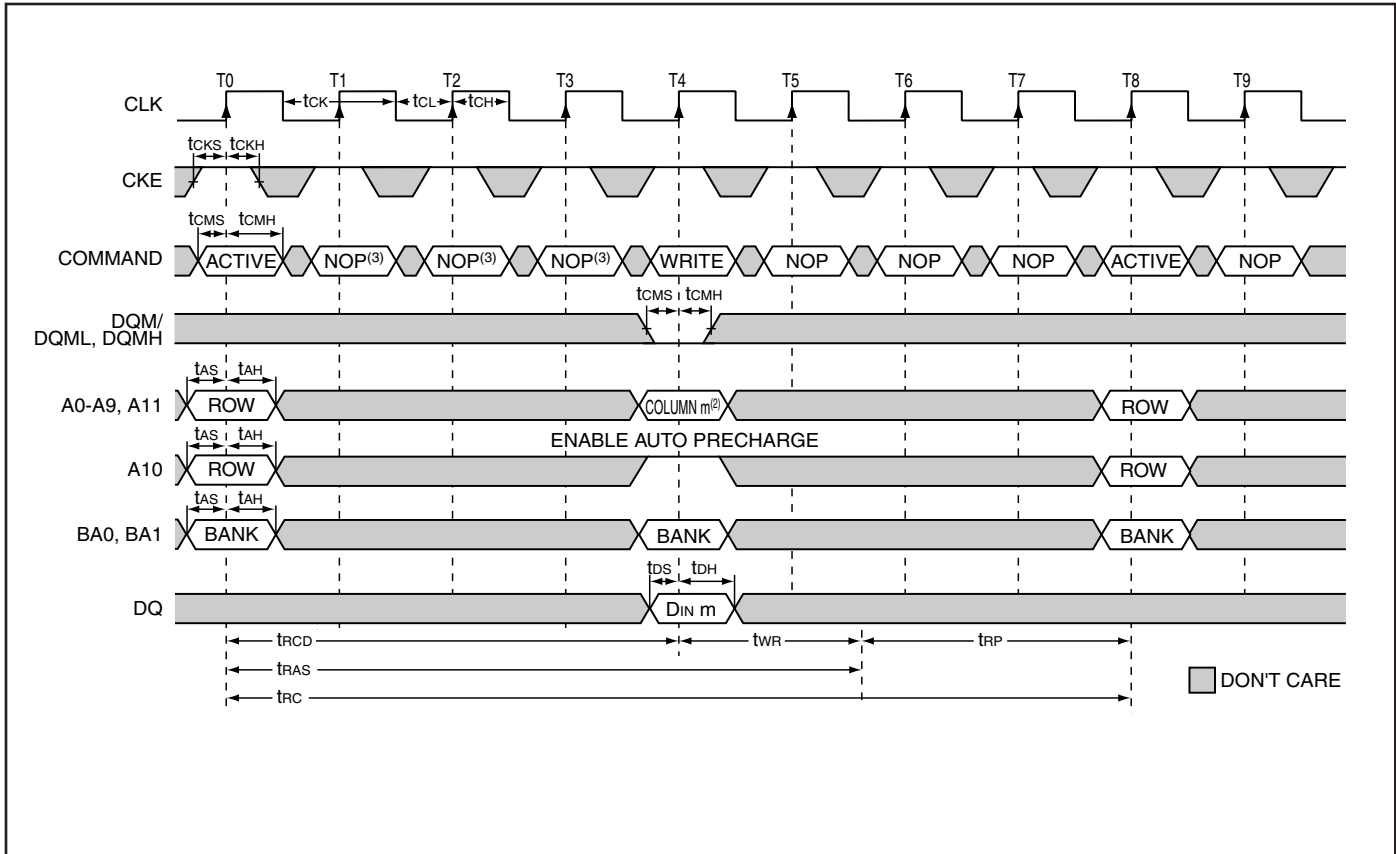 T0 T1 T2 T3 T4 T5 T6 T7 T8 T9
CLK tCK tCL tCH
tCKS tCKH
CKE
tCMS tCMH
COMMAND ACTIVE NOP(3) NOP(3) NOP(3) WRITE NOP NOP NOP ACTIVE NOP
tCMS tCMH
DQM/
DQML, DQMH
tAS tAH
A0-A9, A11 ROW COLUMN m(2) ROW
tAS tAH ENABLE AUTO PRECHARGE
A10 ROW ROW
tAS tAH
BA0, BA1 BANK BANK BANK
tDS tDH
DQ DIN m
tRCD tWR tRP
tRAS
DON'T CARE
tRC